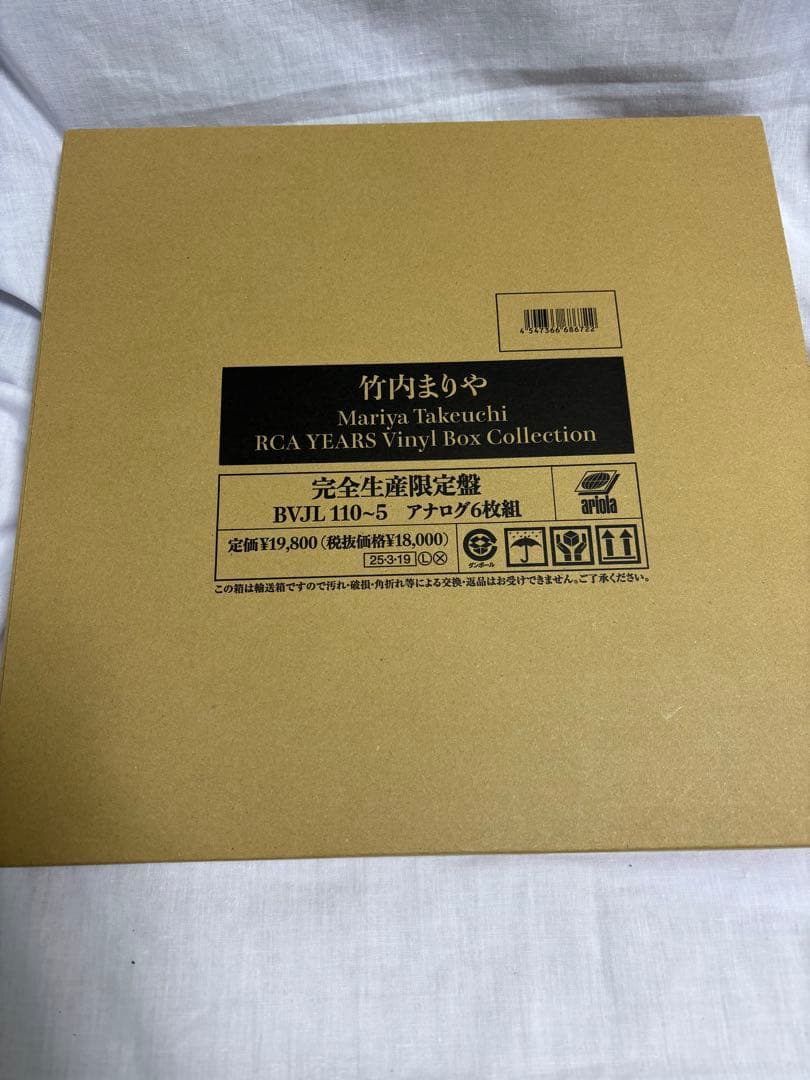 4 547366 686722
竹内まりや
Mariya Takeuchi
RCA YEARS Vinyl Box Collection
完全生産限定盤
BVJL 110~5 アナログ6枚組
ariola
定価¥19,800(税抜価格¥18,000)
25・3・19 L X
ダンボール
この箱は輸送箱ですので汚れ・破損・角折れ等による交換・返品はお受けできません。ご了承ください。